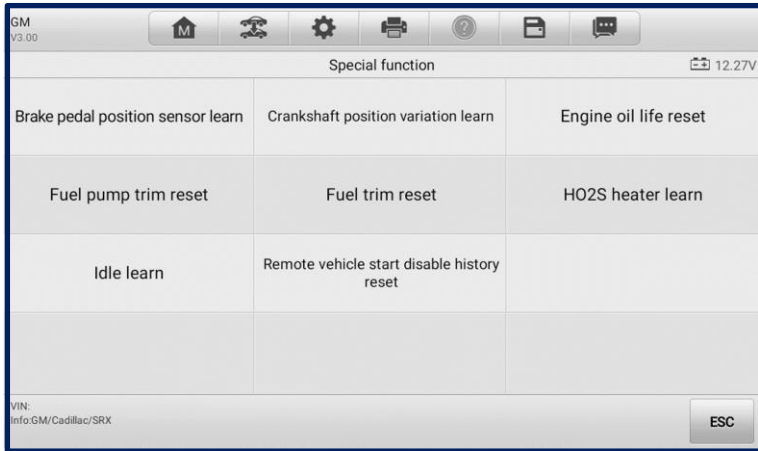 GM
V3.00
M
?
Special function
12.27V
Brake pedal position sensor learn
Crankshaft position variation learn
Engine oil life reset
Fuel pump trim reset
Fuel trim reset
HO2S heater learn
Idle learn
Remote vehicle start disable history
reset
VIN:
Info:GM/Cadillac/SRX
ESC